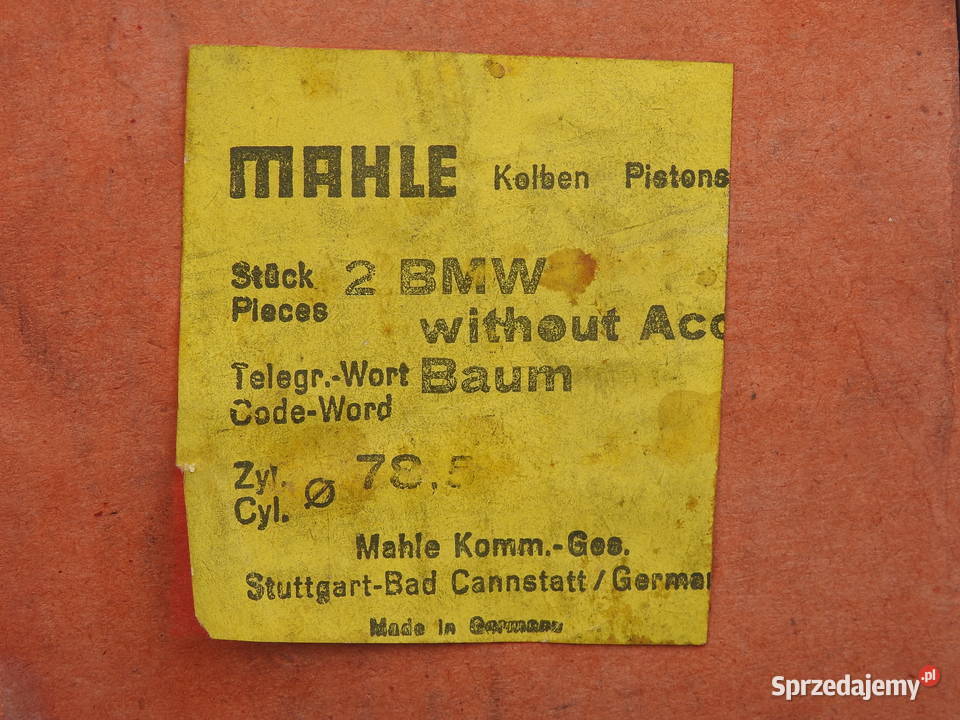 MAHLE Kolben Pistons
Stück 2 BMW
Pieces
without Acc
Telegr.-Wort Baum
Code-Word
Zyl. ø 78,5
Cyl.
Mahle Komm.-Ges.
Stuttgart-Bad Cannstatt/German
Made in Germany
Sprzedajemy.pl